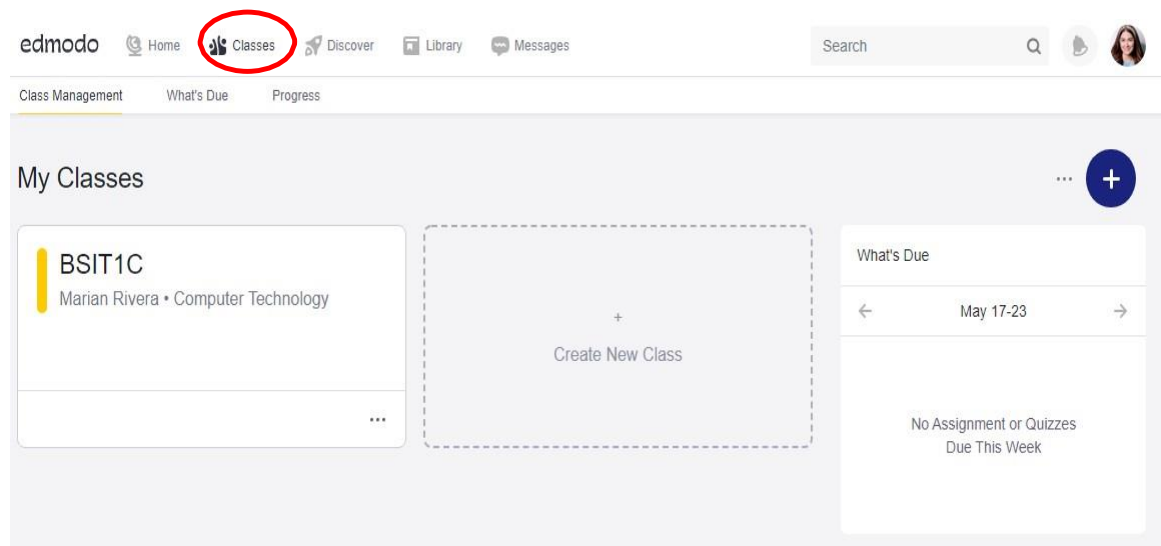 edmodo Home Classes Discover Library Messages Search
Class Management What's Due Progress
My Classes
BSIT1C
Marian Rivera • Computer Technology
...
+
Create New Class
... +
What's Due
← May 17-23 →
No Assignment or Quizzes
Due This Week